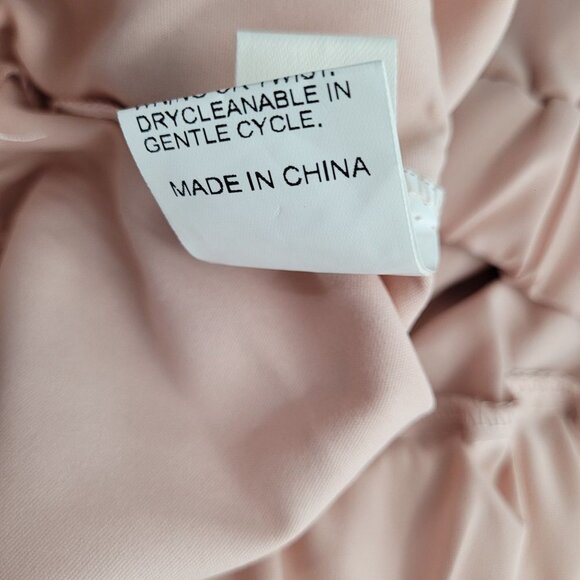 DRYCLEANABLE IN
GENTLE CYCLE.
MADE IN CHINA